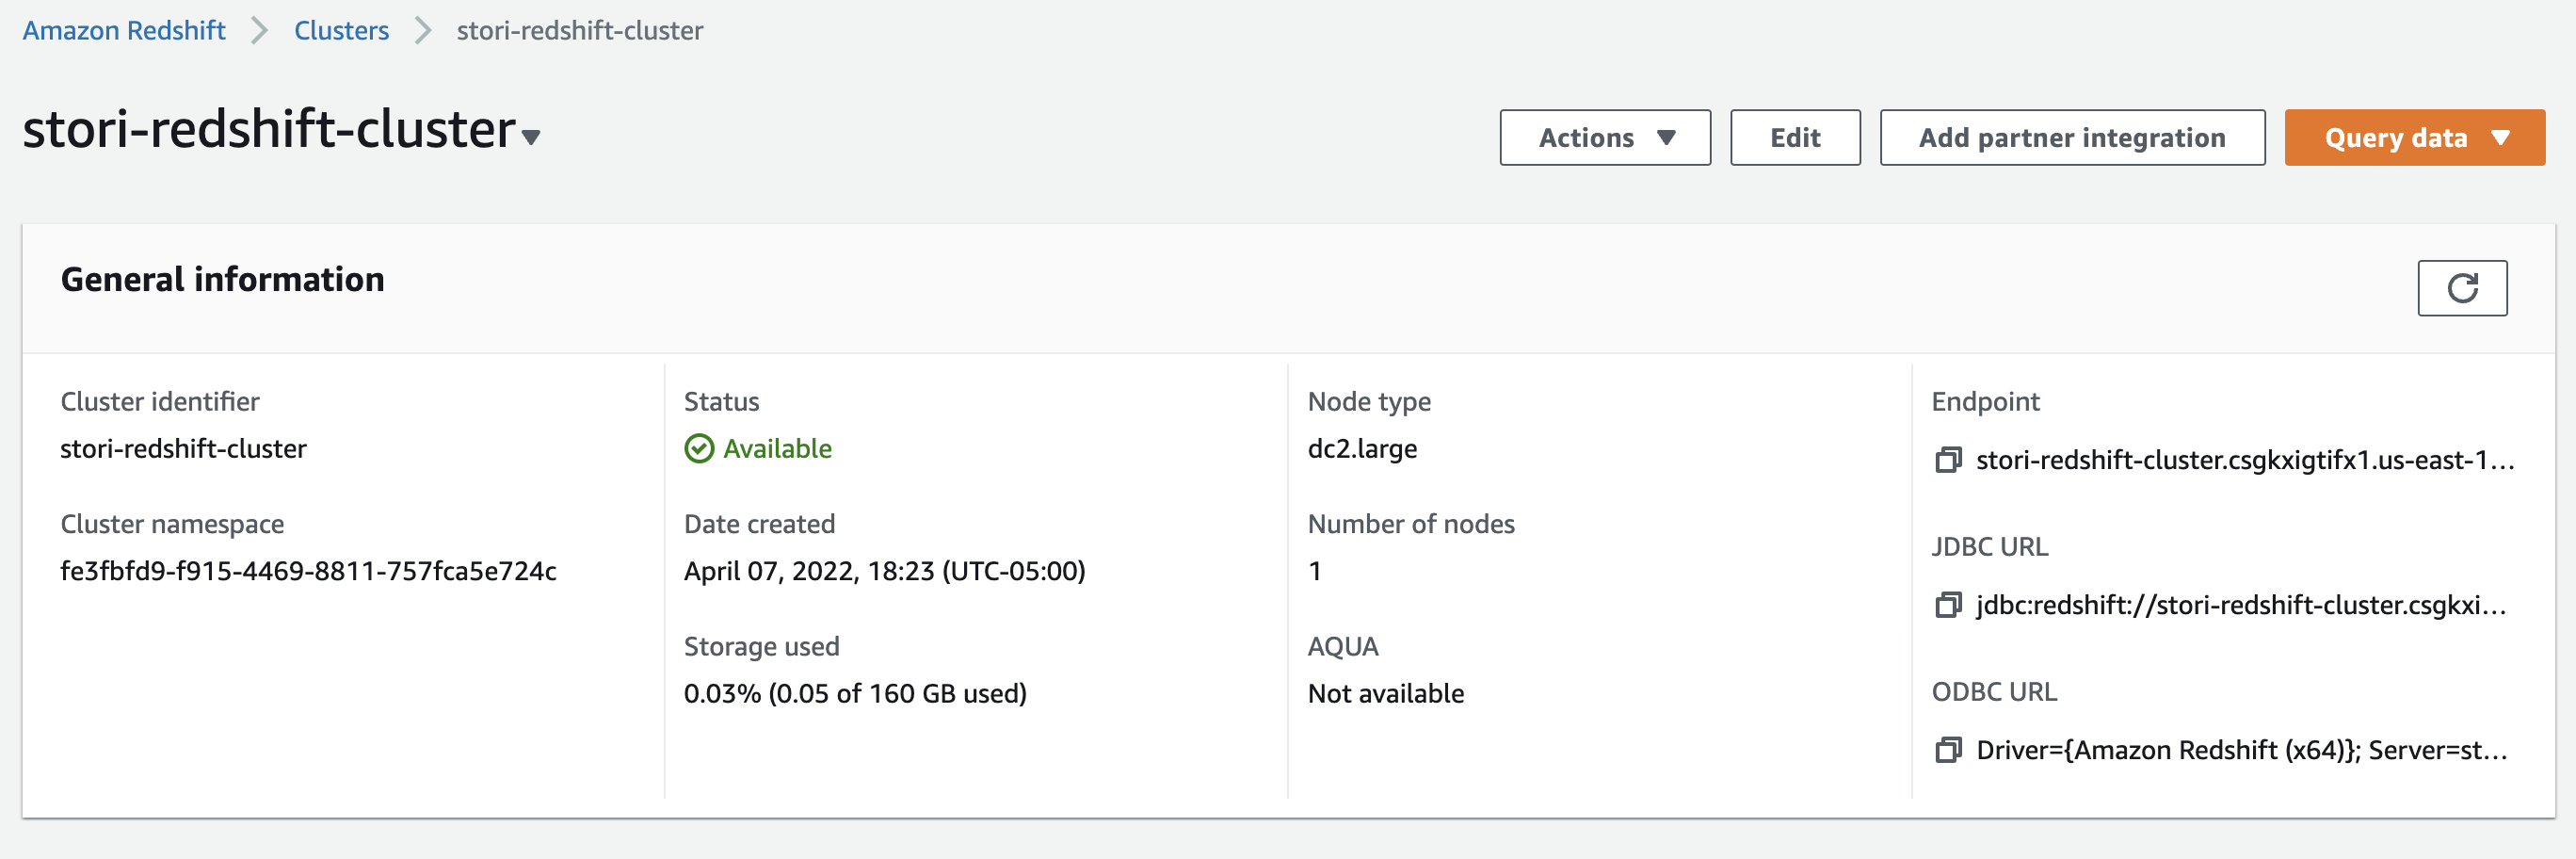 Amazon Redshift
Clusters
stori-redshift-cluster
stori-redshift-cluster
Actions
Edit
Add partner integration
Query data
General information
Cluster identifier
stori-redshift-cluster
Cluster namespace
fe3fbfd9-f915-4469-8811-757fca5e724c
Status
Available
Date created
April 07, 2022, 18:23 (UTC-05:00)
Storage used
0.03% (0.05 of 160 GB used)
Node type
dc2.large
Number of nodes
1
AQUA
Not available
Endpoint
stori-redshift-cluster.csgkxigtifx1.us-east-1...
JDBC URL
jdbc:redshift://stori-redshift-cluster.csgkxi...
ODBC URL
Driver={Amazon Redshift (x64)}; Server=st...